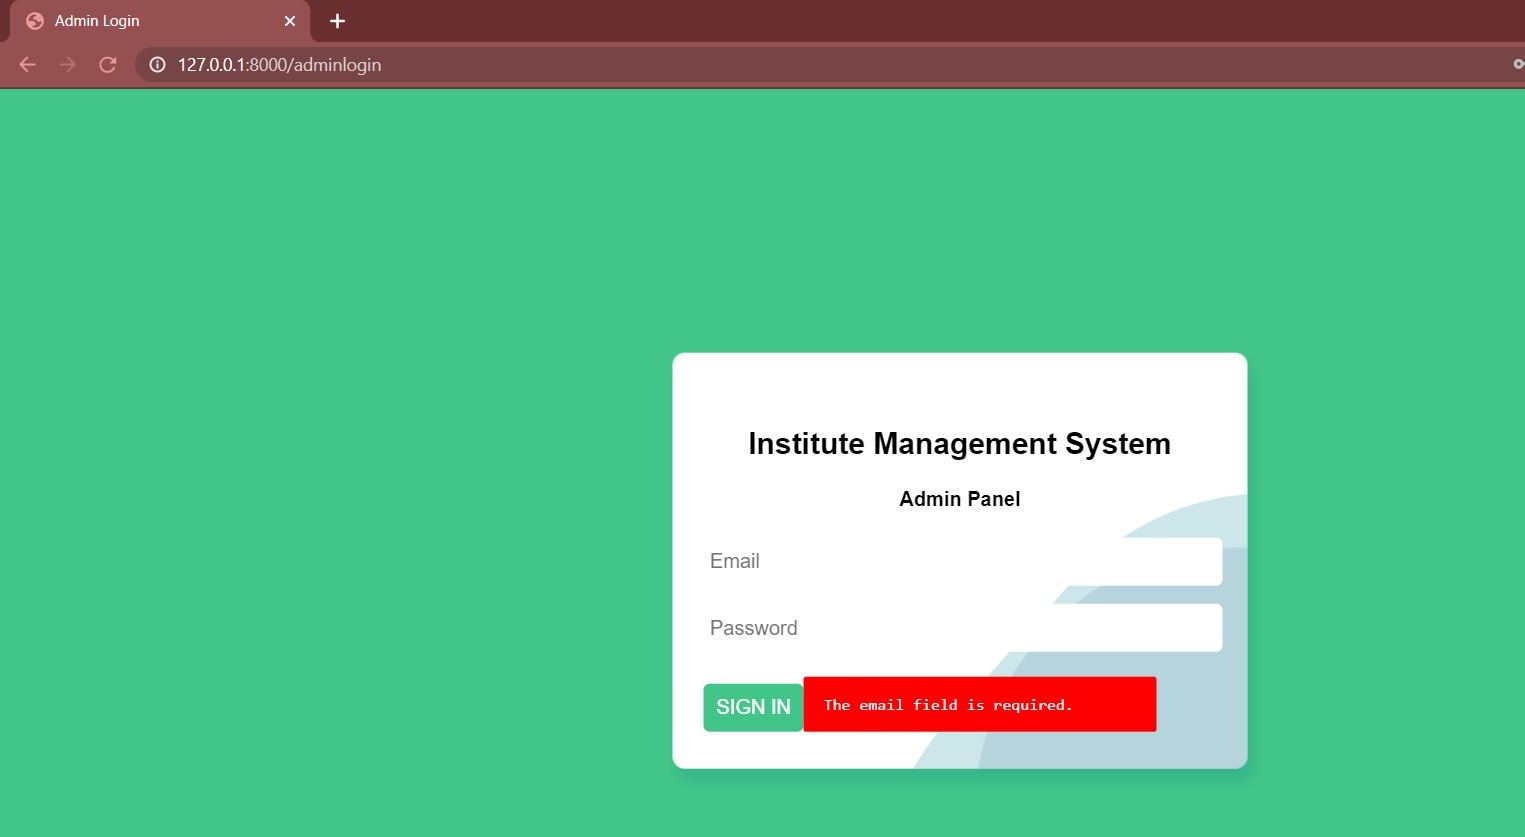 Admin Login
127.0.0.1:8000/adminlogin
Institute Management System
Admin Panel
Email
Password
SIGN IN
The email field is required.